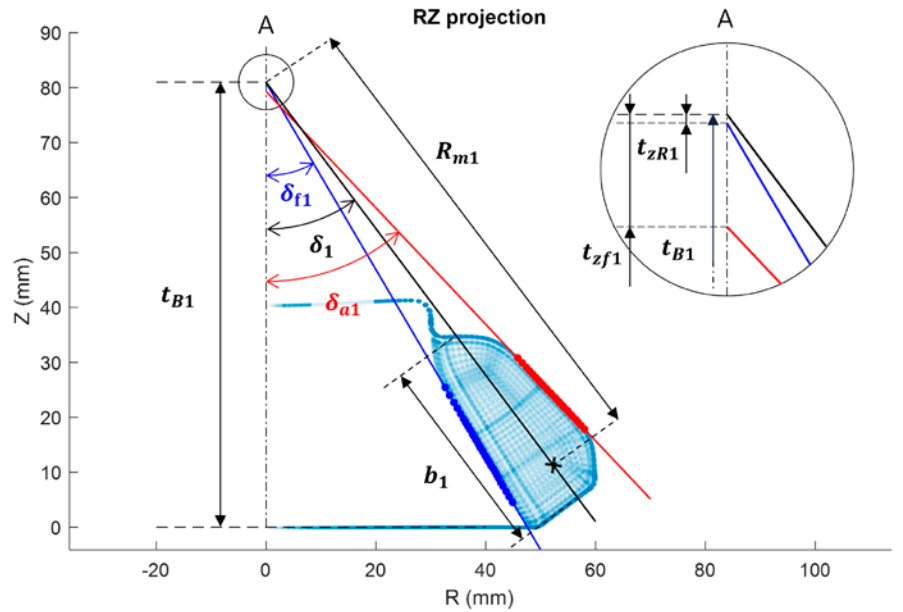 RZ projection
A
A
90
80
70
60
50
40
30
20
10
0
Z (mm)
-20
0
20
40
60
80
100
R (mm)
R_m1
δ_f1
δ_1
δ_a1
t_B1
b_1
t_zR1
t_zf1
t_B1